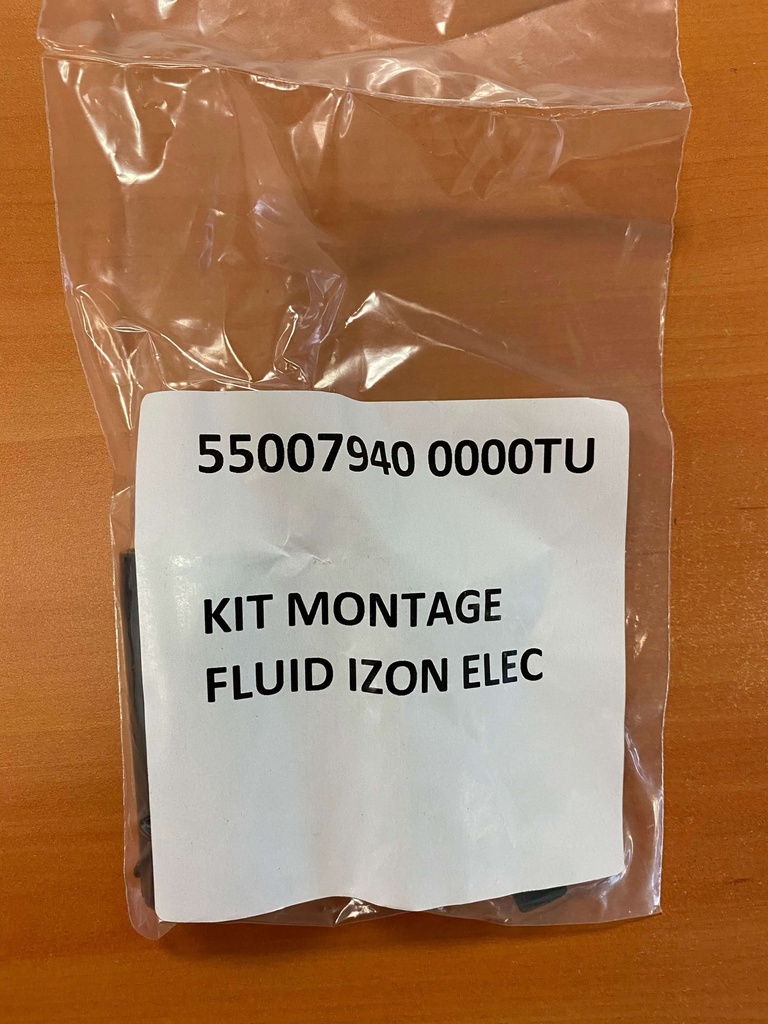 55007940 0000TU
KIT MONTAGE
FLUID IZON ELEC